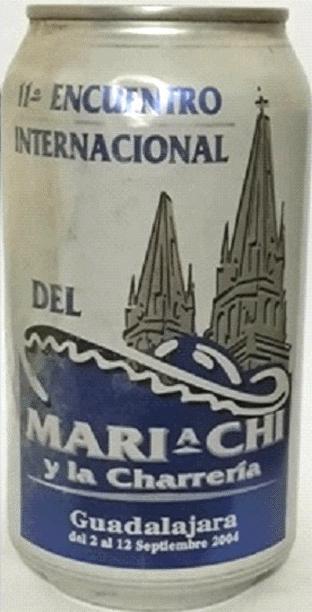 11º ENCUENTRO
INTERNACIONAL
DEL
MARIACHI
y la Charrería
Guadalajara
del 2 al 12 Septiembre 2004